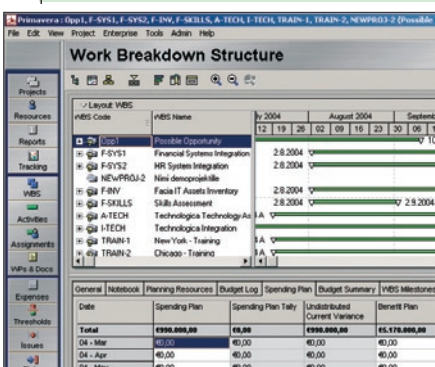 Primavera : Opp1, F-SYS1, F-SYS2, F-INV, F-SKILLS, A-TECH, I-TECH, TRAIN-1, TRAIN-2, NEWPROJ-2 (Possible
File Edit View Project Enterprise Tools Admin Help
Work Breakdown Structure
Projects
Resources
Reports
Tracking
WBS
Activities
Assignments
WPs & Docs
Expenses
Thresholds
Issues
Layout: WBS
WBS Code WBS Name
y 2004 August 2004 Septemb
12 19 26 02 09 16 23 30 06
Opp1 Possible Opportunity
F-SYS1 Financial Systems Integration 2.8.2004
F-SYS2 HR System Integration 2.8.2004
NEWPROJ-2 Nimi demoprojektille
F-INV Facia IT Assets Inventory 2.8.2004
F-SKILLS Skills Assessment 2.8.2004 2.9.2004
A-TECH Technologica Technology As A
I-TECH Technologica Integration
TRAIN-1 New York - Training A
TRAIN-2 Chicago - Training A
General Notebook Planning Resources Budget Log Spending Plan Budget Summary WBS Milestones
Date Spending Plan Spending Plan Tally Undistributed Current Variance Benefit Plan
Total €990.000,00 €0,00 €990.000,00 €5.170.000,00
04 - Mar €0,00 €0,00 €0,00
04 - Apr €0,00 €0,00 €0,00
04 - May